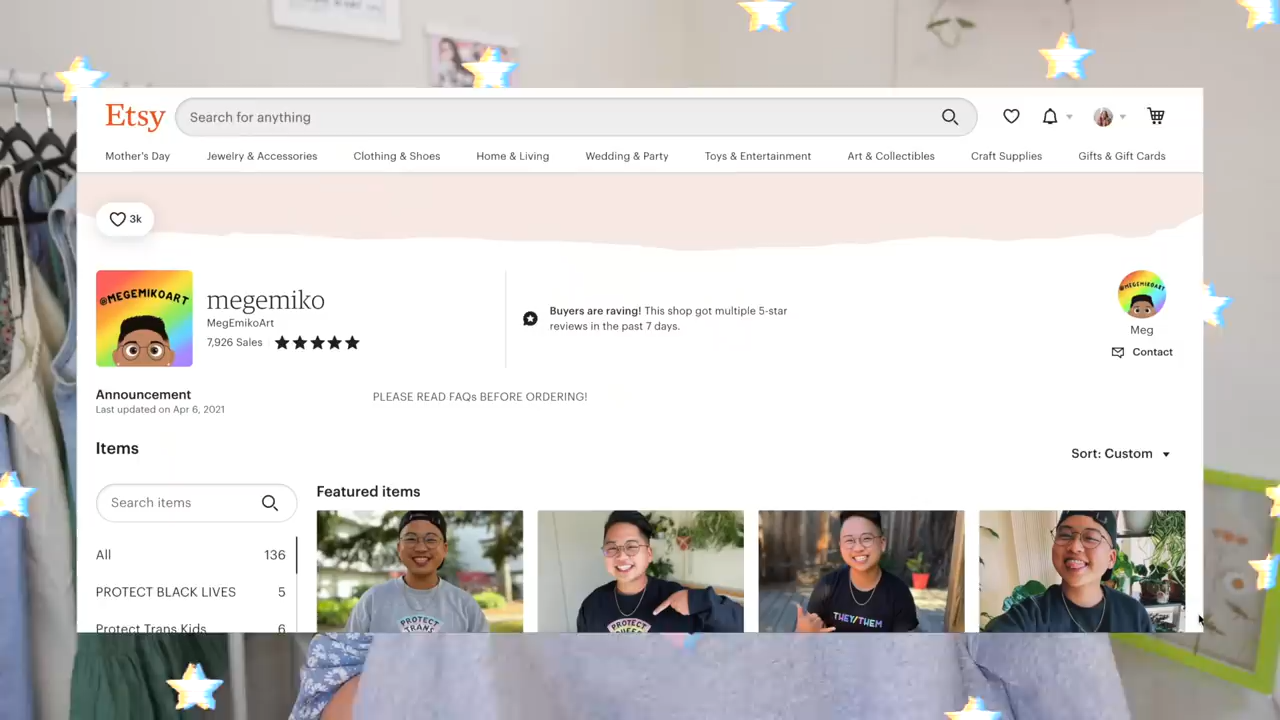 Etsy
Search for anything
Mother's Day
Jewelry & Accessories
Clothing & Shoes
Home & Living
Wedding & Party
Toys & Entertainment
Art & Collectibles
Craft Supplies
Gifts & Gift Cards
3k
@MEGEMIKOART
megemiko
MegEmikoArt
7,926 Sales
Buyers are raving! This shop got multiple 5-star
reviews in the past 7 days.
@MEGEMIKOART
Meg
Contact
Announcement
Last updated on Apr 6, 2021
PLEASE READ FAQs BEFORE ORDERING!
Items
Sort: Custom
Search items
Featured items
All
136
PROTECT BLACK LIVES
5
Protect Trans Kids
6
PROTECT
TRANS
PROTECT
THEY/THEM